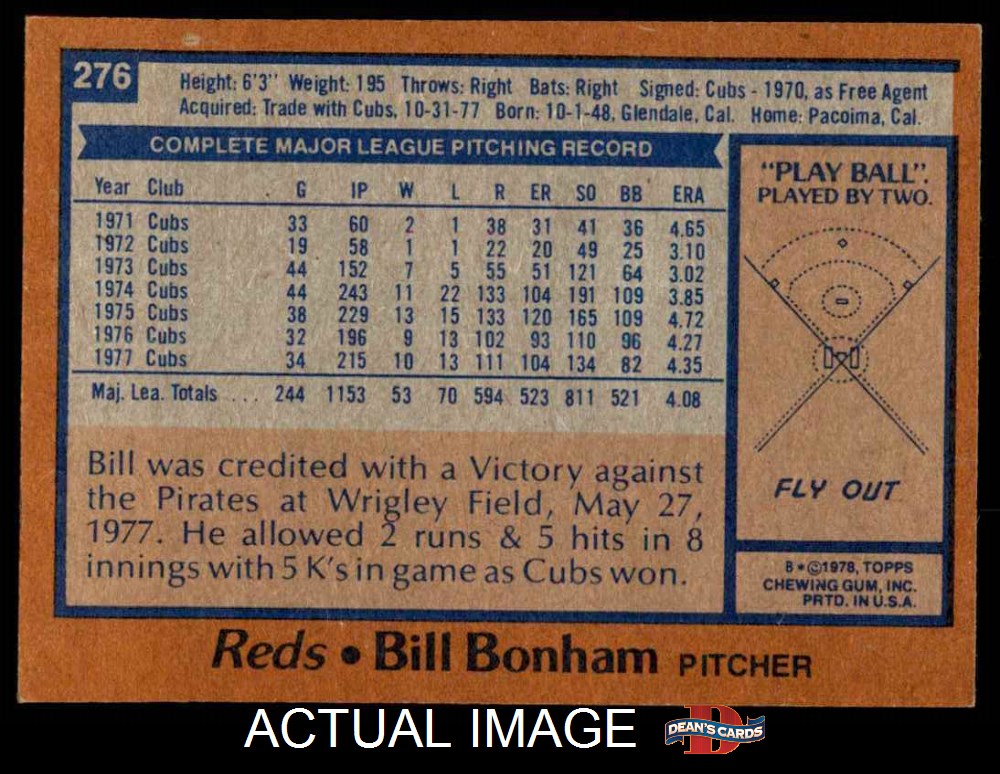 276
Height: 6'3" Weight: 195 Throws: Right Bats: Right Signed: Cubs - 1970, as Free Agent
Acquired: Trade with Cubs, 10-31-77 Born: 10-1-48, Glendale, Cal. Home: Pacoima, Cal.
COMPLETE MAJOR LEAGUE PITCHING RECORD
Year Club G IP W L R ER SO BB ERA
1971 Cubs 33 60 2 1 38 31 41 36 4.65
1972 Cubs 19 58 1 1 22 20 49 25 3.10
1973 Cubs 44 152 7 5 55 51 121 64 3.02
1974 Cubs 44 243 11 22 133 104 191 109 3.85
1975 Cubs 38 229 13 15 133 120 165 109 4.72
1976 Cubs 32 196 9 13 102 93 110 96 4.27
1977 Cubs 34 215 10 13 111 104 134 82 4.35
Maj. Lea. Totals ... 244 1153 53 70 594 523 811 521 4.08
Bill was credited with a Victory against
the Pirates at Wrigley Field, May 27,
1977. He allowed 2 runs & 5 hits in 8
innings with 5 K's in game as Cubs won.
"PLAY BALL".
PLAYED BY TWO.
FLY OUT
B*©1978, TOPPS
CHEWING GUM, INC.
PRTD. IN U.S.A.
Reds • Bill Bonham PITCHER
ACTUAL IMAGE
DEAN'S CARDS